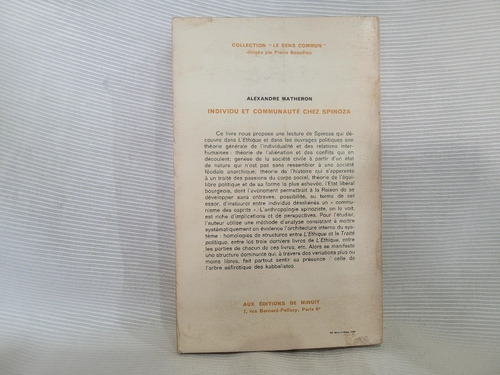 COLLECTION "LE SENS COMMUN"
dirigée par Pierre Bourdieu
ALEXANDRE MATHERON
INDIVIDU ET COMMUNAUTÉ CHEZ SPINOZA
Ce livre nous propose une lecture de Spinoza qui dé-
couvre dans L'Ethique et dans les ouvrages politiques une
théorie générale de l'individualité et des relations inter-
humaines : théorie de l'aliénation et des conflits qui en
découlent; genèse de la société civile à partir d'un état
de nature qui n'est pas sans ressembler à une société
féodale anarchique; théorie de l'histoire qui s'apparente
à un traité des passions du corps social, théorie de l'équi-
libre politique et de sa forme la plus achevée, l'Etat libéral
bourgeois, dont l'avènement permettrait à la Raison de se
développer sans entraves, possibilité, au terme de cet
essor, d'instaurer entre individus désaliénés un « commu-
nisme des esprits ». L'anthropologie spinoziste, on le voit,
est riche d'implications et de perspectives. Pour l'étudier,
l'auteur utilise une méthode d'analyse consistant à mettre
systématiquement en évidence l'architecture interne du sys-
tème : homologies de structures entre L'Ethique et le Traité
politique, entre les trois derniers livres de L'Ethique, entre
les parties de chacun de ces livres, etc. Alors se manifeste
une structure dominante qui, à travers des variations plus ou
moins libres, fait partout sentir sa présence : celle de
l'arbre séfirotique des kabbalistes.
AUX ÉDITIONS DE MINUIT
7, rue Bernard-Palissy, Paris 6e